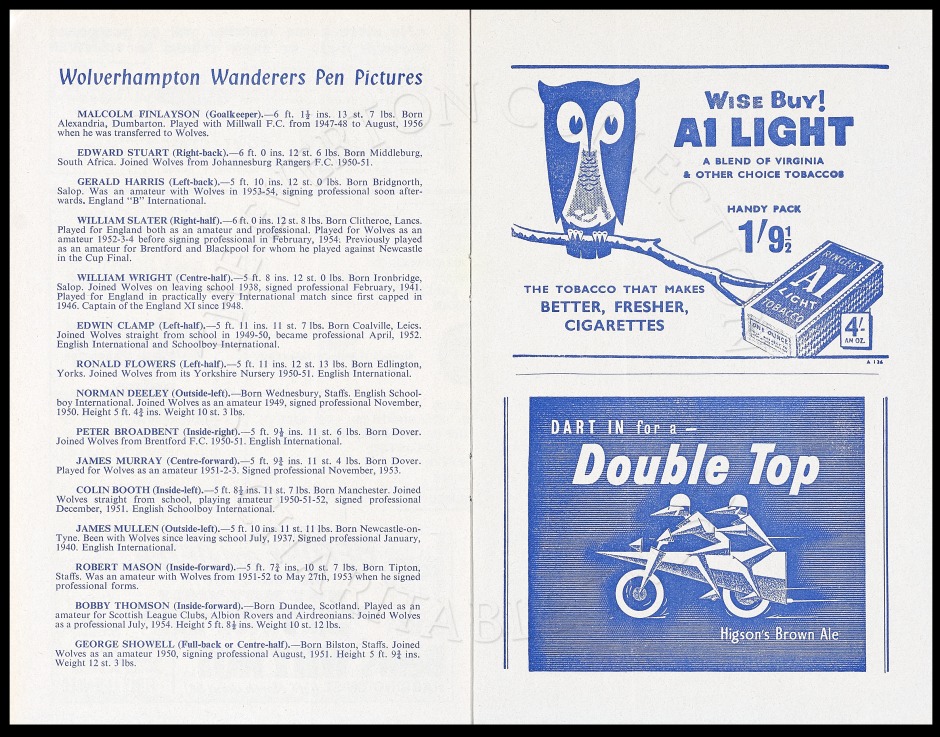 Wolverhampton Wanderers Pen Pictures
MALCOLM FINLAYSON (Goalkeeper).—6 ft. 1½ ins. 13 st. 7 lbs. Born
Alexandria, Dumbarton. Played with Millwall F.C. from 1947-48 to August, 1956
when he was transferred to Wolves.
EDWARD STUART (Right-back).—6 ft. 0 ins. 12 st. 6 lbs. Born Middleburg,
South Africa. Joined Wolves from Johannesburg Rangers F.C. 1950-51.
GERALD HARRIS (Left-back).—5 ft. 10 ins. 12 st. 0 lbs. Born Bridgnorth,
Salop. Was an amateur with Wolves in 1953-54, signing professional soon after-
wards. England "B" International.
WILLIAM SLATER (Right-half).—6 ft. 0 ins. 12 st. 8 lbs. Born Clitheroe, Lancs.
Played for England both as an amateur and professional. Played for Wolves as an
amateur 1952-3-4 before signing professional in February, 1954. Previously played
as an amateur for Brentford and Blackpool for whom he played against Newcastle
in the Cup Final.
WILLIAM WRIGHT (Centre-half).—5 ft. 8 ins. 12 st. 0 lbs. Born Ironbridge,
Salop. Joined Wolves on leaving school 1938, signed professional February, 1941.
Played for England in practically every International match since first capped in
1946. Captain of the England XI since 1948.
EDWIN CLAMP (Left-half).—5 ft. 11 ins. 11 st. 7 lbs. Born Coalville, Leics.
Joined Wolves straight from school in 1949-50, became professional April, 1952.
English International and Schoolboy International.
RONALD FLOWERS (Left-half).—5 ft. 11 ins. 12 st. 13 lbs. Born Edlington,
Yorks. Joined Wolves from its Yorkshire Nursery 1950-51. English International.
NORMAN DEELEY (Outside-left).—Born Wednesbury, Staffs. English School-
boy International. Joined Wolves as an amateur 1949, signed professional November,
1950. Height 5 ft. 4¾ ins. Weight 10 st. 3 lbs.
PETER BROADBENT (Inside-right).—5 ft. 9½ ins. 11 st. 6 lbs. Born Dover.
Joined Wolves from Brentford F.C. 1950-51. English International.
JAMES MURRAY (Centre-forward).—5 ft. 9¾ ins. 11 st. 4 lbs. Born Dover.
Played for Wolves as an amateur 1951-2-3. Signed professional November, 1953.
COLIN BOOTH (Inside-left).—5 ft. 8½ ins. 11 st. 7 lbs. Born Manchester. Joined
Wolves straight from school, playing amateur 1950-51-52, signed professional
December, 1951. English Schoolboy International.
JAMES MULLEN (Outside-left).—5 ft. 10 ins. 11 st. 11 lbs. Born Newcastle-on-
Tyne. Been with Wolves since leaving school July, 1937. Signed professional January,
1940. English International.
ROBERT MASON (Inside-forward).—5 ft. 7¾ ins. 10 st. 7 lbs. Born Tipton,
Staffs. Was an amateur with Wolves from 1951-52 to May 27th, 1953 when he signed
professional forms.
BOBBY THOMSON (Inside-forward).—Born Dundee, Scotland. Played as an
amateur for Scottish League Clubs, Albion Rovers and Airdreonians. Joined Wolves
as a professional July, 1954. Height 5 ft. 8½ ins. Weight 10 st. 12 lbs.
GEORGE SHOWELL (Full-back or Centre-half).—Born Bilston, Staffs. Joined
Wolves as an amateur 1950, signing professional August, 1951. Height 5 ft. 9¾ ins.
Weight 12 st. 3 lbs.
WISE BUY!
A1 LIGHT
A BLEND OF VIRGINIA
& OTHER CHOICE TOBACCOS
HANDY PACK
1'9½
THE TOBACCO THAT MAKES
BETTER, FRESHER,
CIGARETTES
RINGER'S
A1
LIGHT
TOBACCO
ONE OUNCE
4/-
AN OZ.
A 136
DART IN for a —
Double Top
Higson's Brown Ale